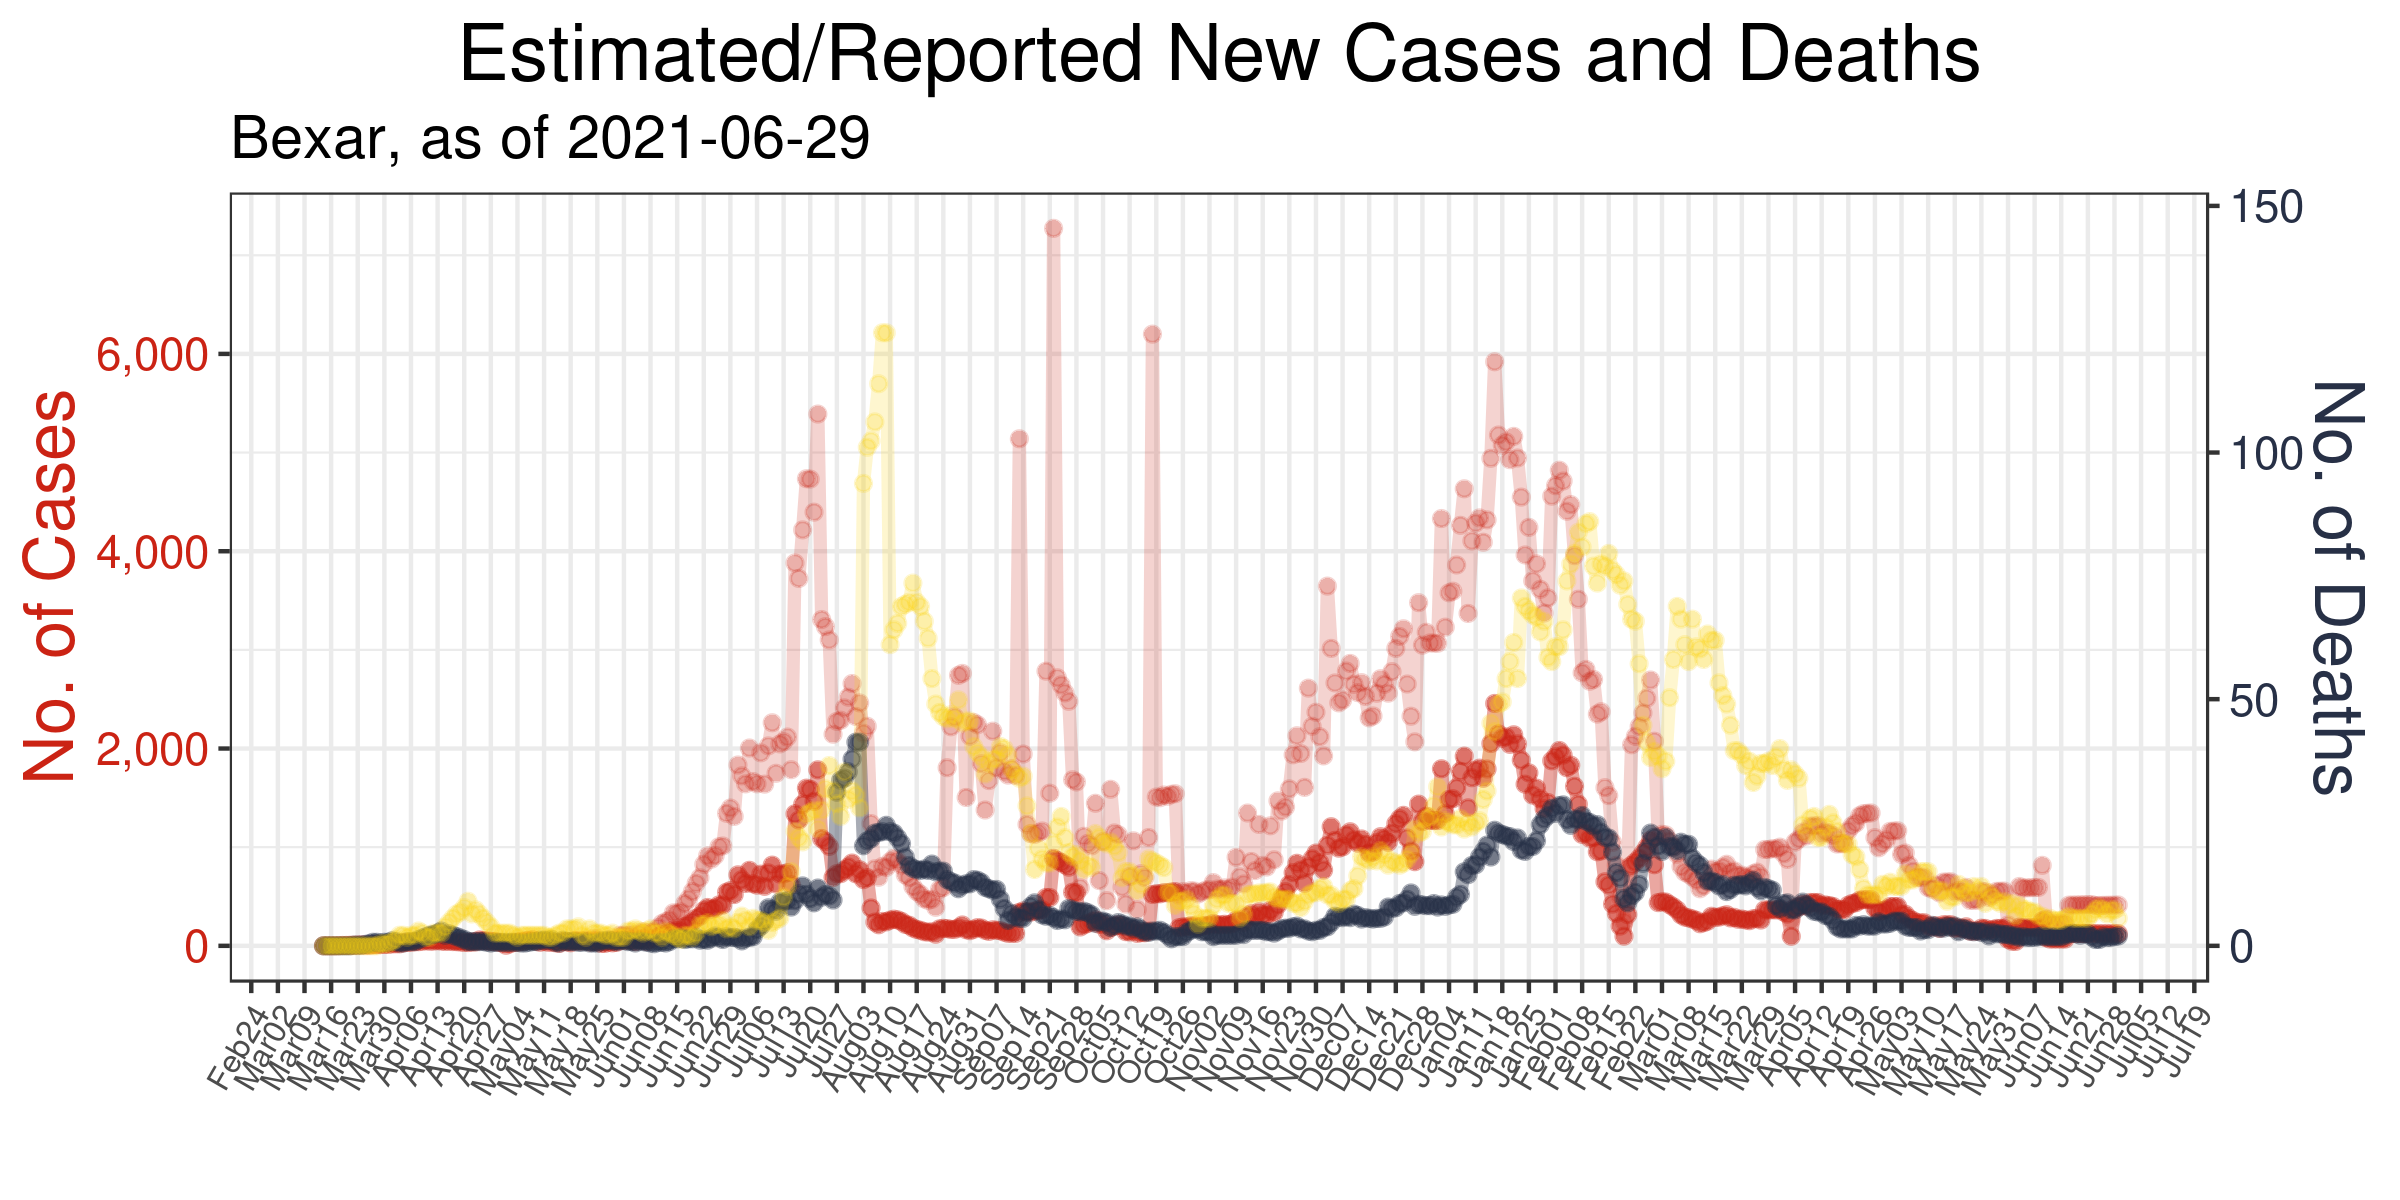 Estimated/Reported New Cases and Deaths
Bexar, as of 2021-06-29
No. of Cases
6,000
4,000
2,000
0
150
100
50
0
No. of Deaths
Feb24
Mar02
Mar09
Mar16
Mar23
Mar30
Apr06
Apr13
Apr20
Apr27
May04
May11
May18
May25
Jun01
Jun08
Jun15
Jun22
Jun29
Jul06
Jul13
Jul20
Jul27
Aug03
Aug10
Aug17
Aug24
Aug31
Sep07
Sep14
Sep21
Sep28
Oct05
Oct12
Oct19
Oct26
Nov02
Nov09
Nov16
Nov23
Nov30
Dec07
Dec14
Dec21
Dec28
Jan04
Jan11
Jan18
Jan25
Feb01
Feb08
Feb15
Feb22
Mar01
Mar08
Mar15
Mar22
Mar29
Apr05
Apr12
Apr19
Apr26
May03
May10
May17
May24
May31
Jun07
Jun14
Jun21
Jun28
Jul05
Jul12
Jul19